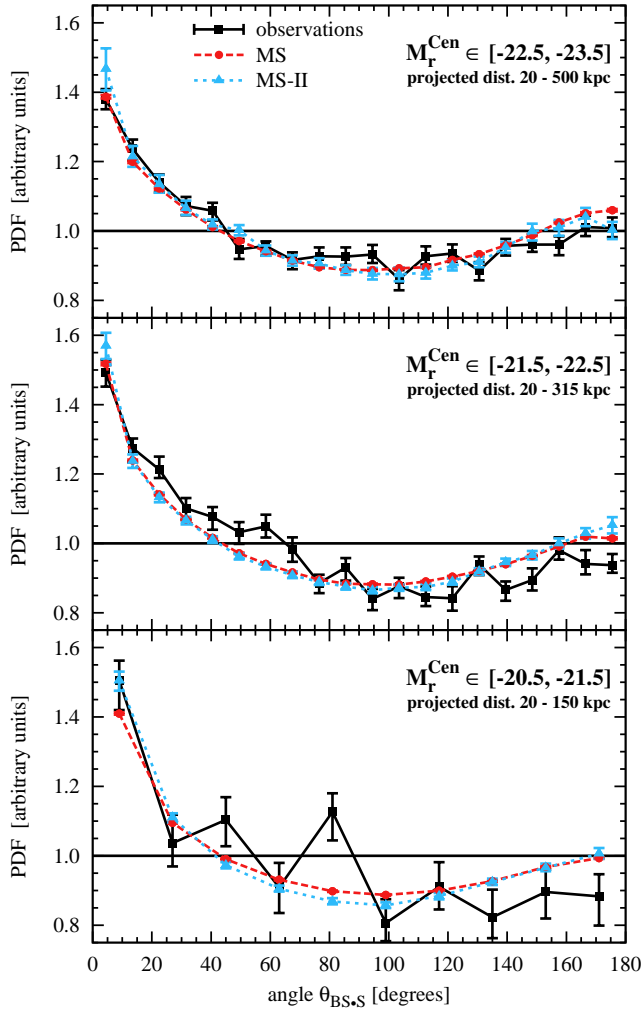 observations
MS
MS-II
M_r^Cen ∈ [-22.5, -23.5]
projected dist. 20 - 500 kpc
PDF [arbitrary units]
1.6
1.4
1.2
1.0
0.8
M_r^Cen ∈ [-21.5, -22.5]
projected dist. 20 - 315 kpc
PDF [arbitrary units]
1.6
1.4
1.2
1.0
0.8
M_r^Cen ∈ [-20.5, -21.5]
projected dist. 20 - 150 kpc
PDF [arbitrary units]
1.6
1.4
1.2
1.0
0.8
0 20 40 60 80 100 120 140 160 180
angle θ_BS•S [degrees]